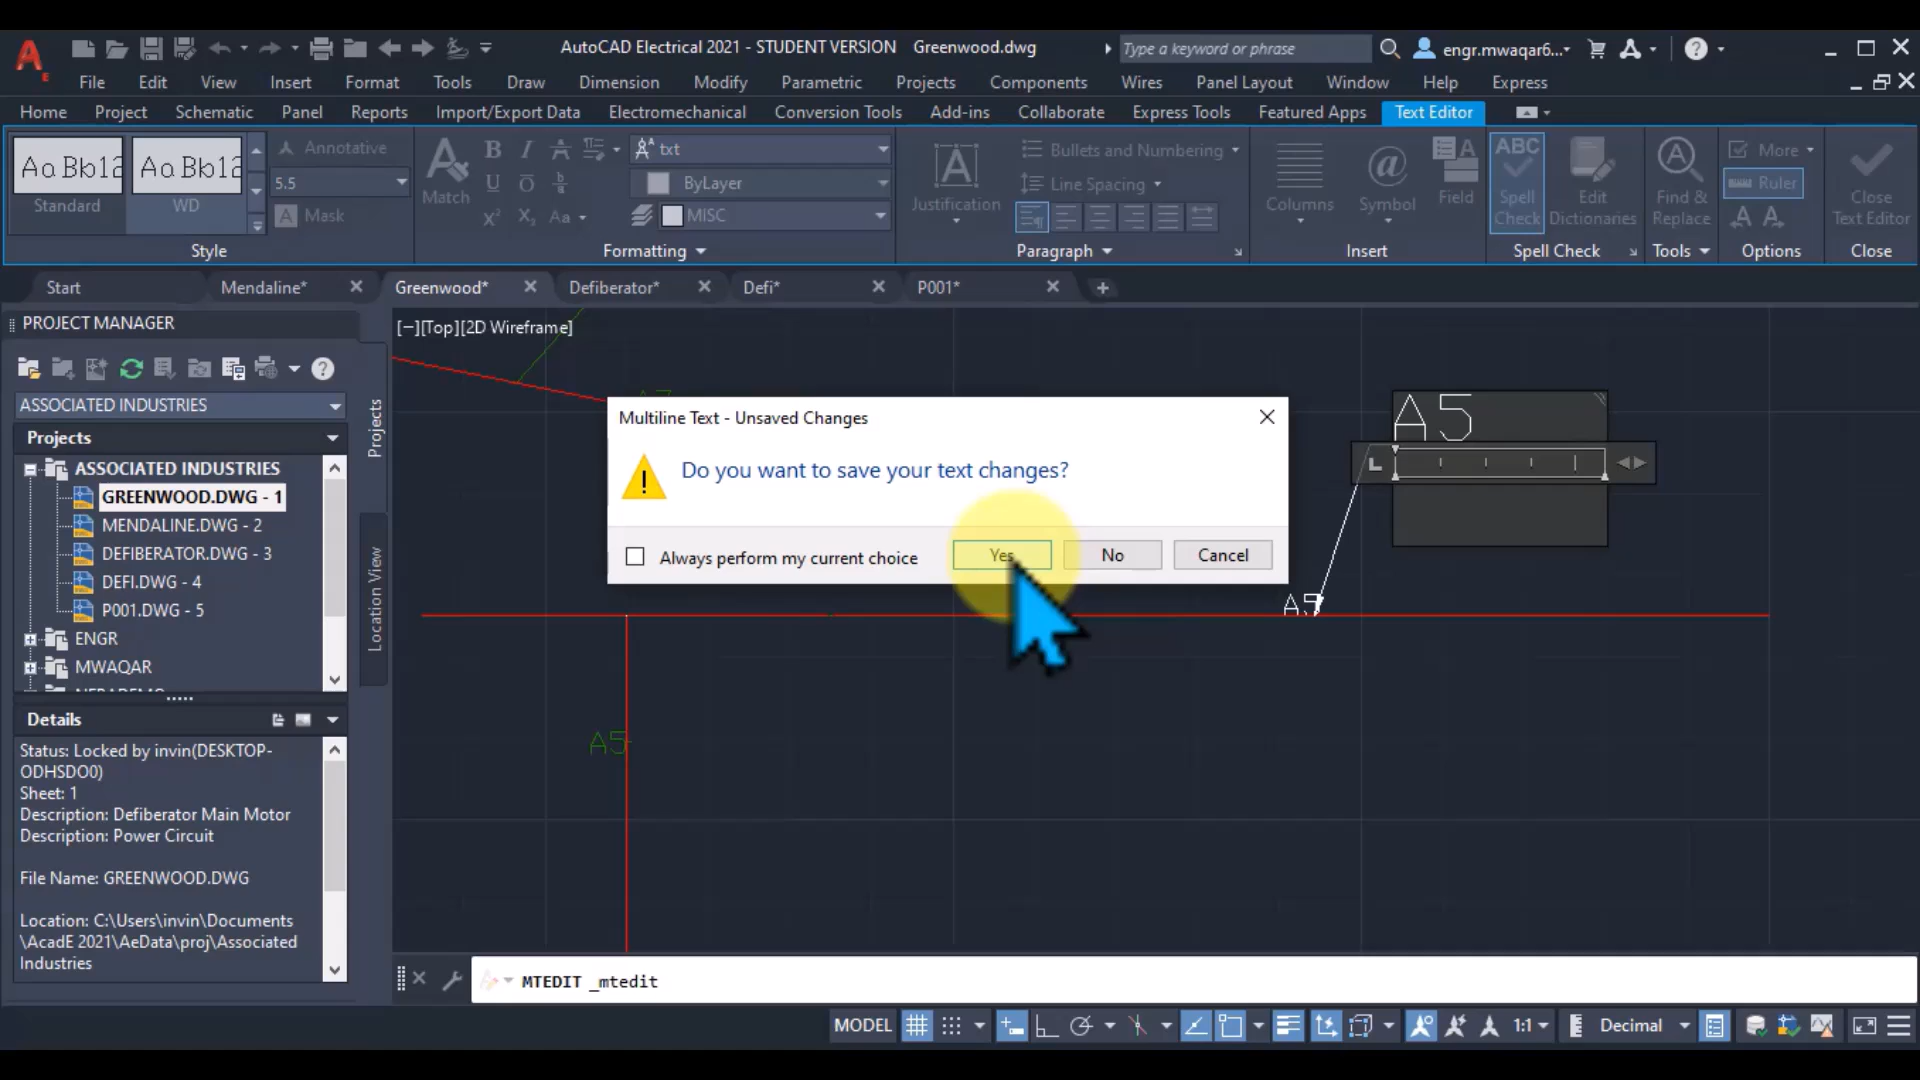 AutoCAD Electrical 2021 - STUDENT VERSION Greenwood.dwg
Type a keyword or phrase
engr.mwaqar6...
File Edit View Insert Format Tools Draw Dimension Modify Parametric Projects Components Wires Panel Layout Window Help Express
Home Project Schematic Panel Reports Import/Export Data Electromechanical Conversion Tools Add-ins Collaborate Express Tools Featured Apps Text Editor
Annotative
txt
Bullets and Numbering
ABC
More
5.5
ByLayer
Line Spacing
Ruler
Standard
WD
Mask
Match
MISC
Justification
Columns
Symbol
Field
Spell Check
Edit Dictionaries
Find & Replace
Close Text Editor
Style
Formatting
Paragraph
Insert
Spell Check
Tools
Options
Close
Start Mendaline* Greenwood* Defiberator* Defi* P001*
PROJECT MANAGER
[−][Top][2D Wireframe]
ASSOCIATED INDUSTRIES
Projects
ASSOCIATED INDUSTRIES
GREENWOOD.DWG - 1
MENDALINE.DWG - 2
DEFIBERATOR.DWG - 3
DEFI.DWG - 4
P001.DWG - 5
ENGR
MWAQAR
Projects
Location View
Details
Status: Locked by invin(DESKTOP-
ODHSDO0)
Sheet: 1
Description: Defiberator Main Motor
Description: Power Circuit
File Name: GREENWOOD.DWG
Location: C:\Users\invin\Documents
\AcadE 2021\AeData\proj\Associated
Industries
Multiline Text - Unsaved Changes
Do you want to save your text changes?
Always perform my current choice
Yes
No
Cancel
A5
A5
MTEDIT _mtedit
MODEL
1:1
Decimal